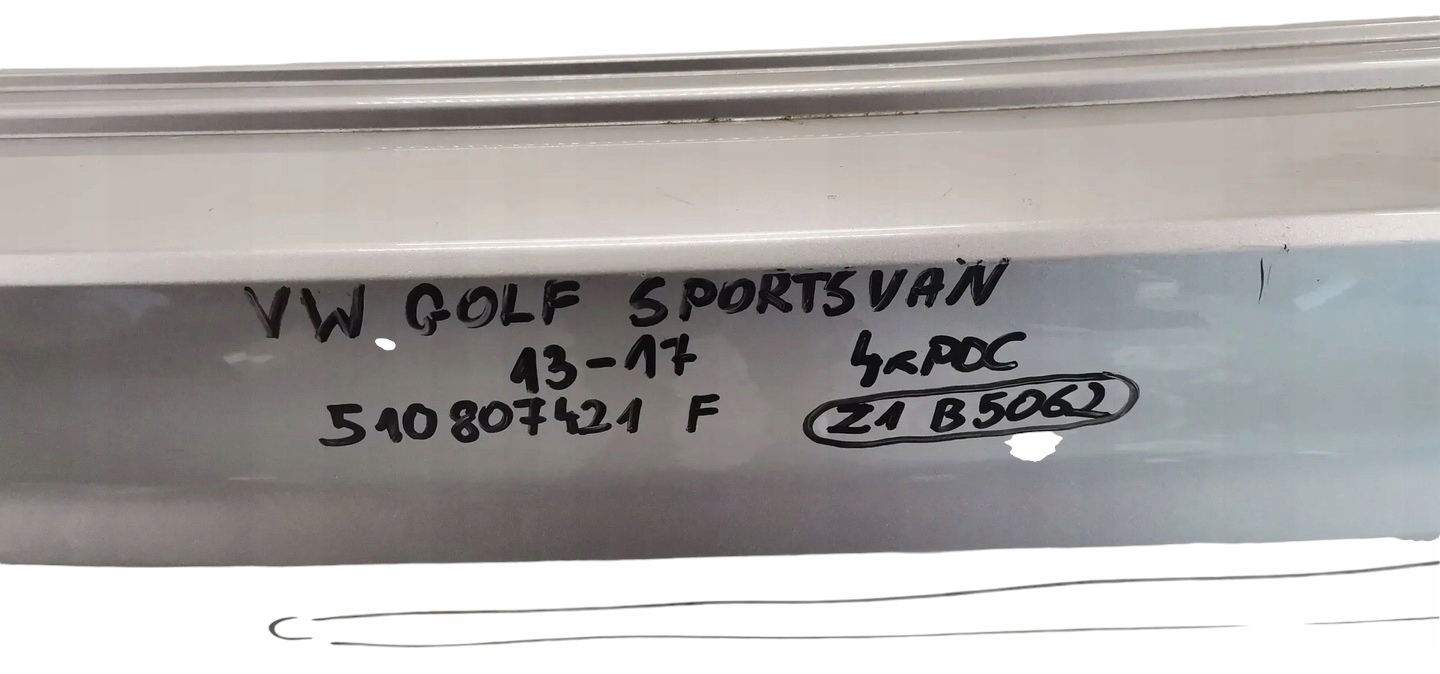 VW GOLF SPORTSVAN
13-17 4xPDC
510807421 F Z1 B5062